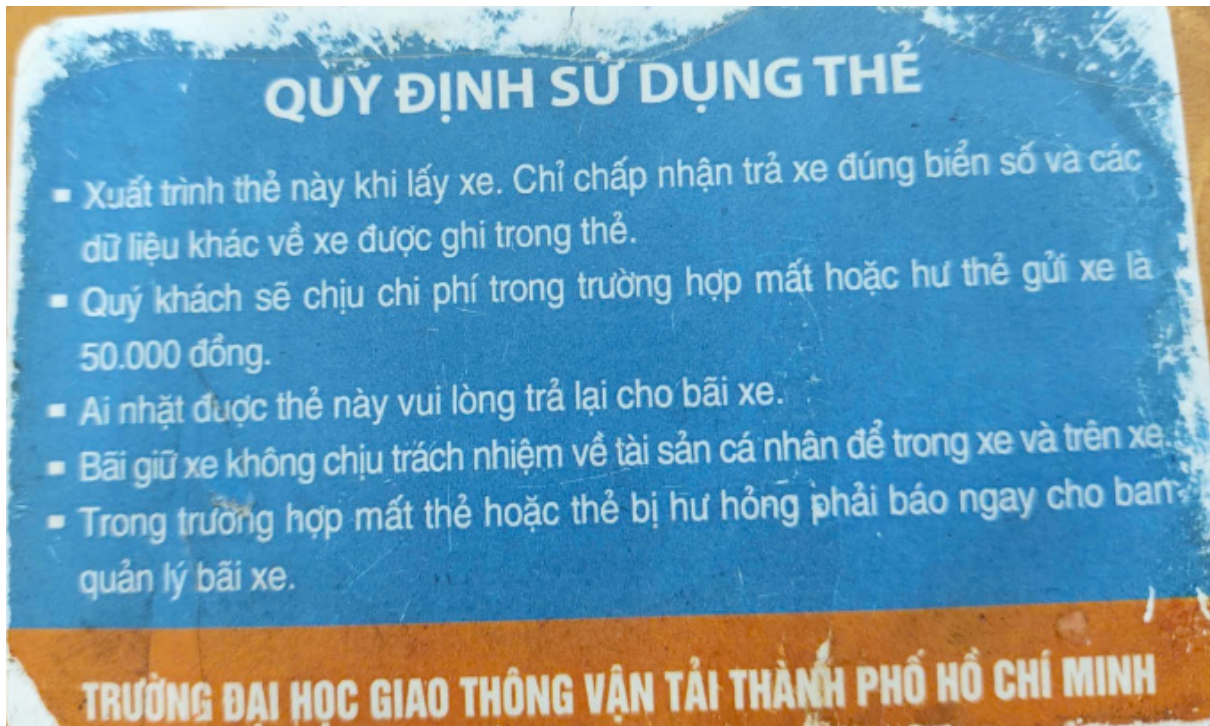 QUY ĐỊNH SỬ DỤNG THẺ
▪ Xuất trình thẻ này khi lấy xe. Chỉ chấp nhận trả xe đúng biển số và các
dữ liệu khác về xe được ghi trong thẻ.
▪ Quý khách sẽ chịu chi phí trong trường hợp mất hoặc hư thẻ gửi xe là
50.000 đồng.
▪ Ai nhặt được thẻ này vui lòng trả lại cho bãi xe.
▪ Bãi giữ xe không chịu trách nhiệm về tài sản cá nhân để trong xe và trên xe.
▪ Trong trường hợp mất thẻ hoặc thẻ bị hư hỏng phải báo ngay cho ban
quản lý bãi xe.
TRƯỜNG ĐẠI HỌC GIAO THÔNG VẬN TẢI THÀNH PHỐ HỒ CHÍ MINH